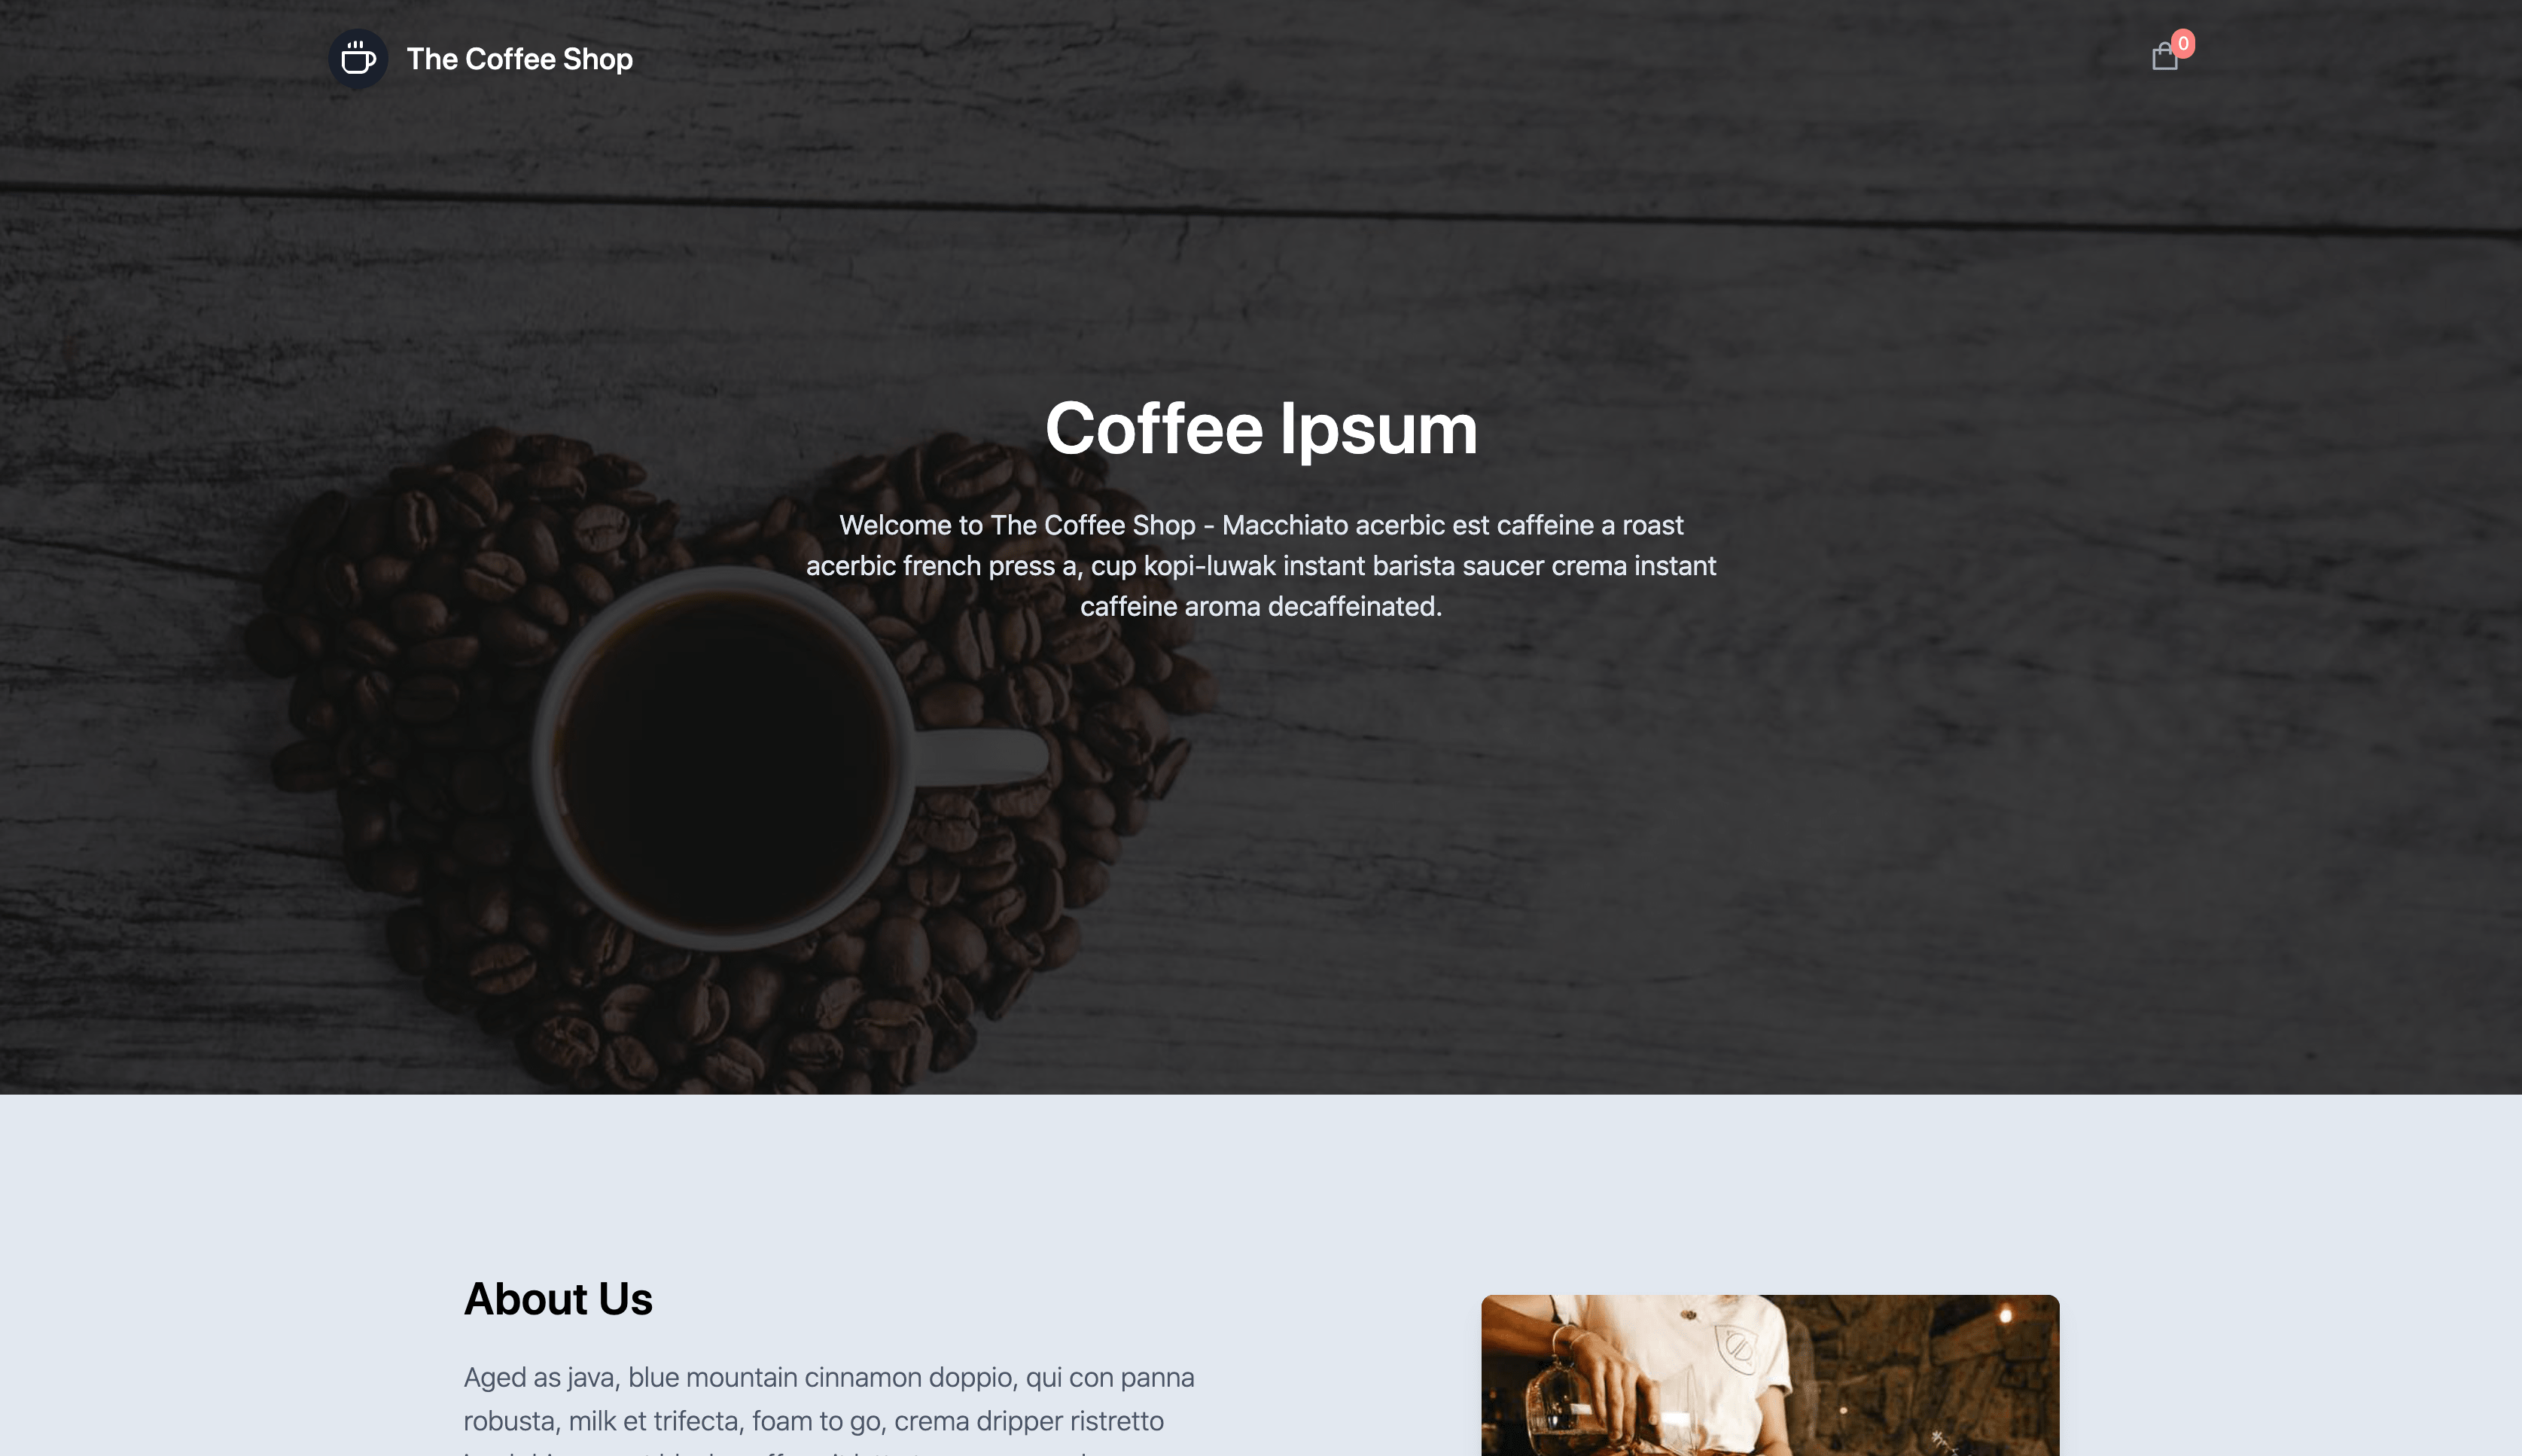 The Coffee Shop
0
Coffee Ipsum
Welcome to The Coffee Shop - Macchiato acerbic est caffeine a roast
acerbic french press a, cup kopi-luwak instant barista saucer crema instant
caffeine aroma decaffeinated.
About Us
Aged as java, blue mountain cinnamon doppio, qui con panna
robusta, milk et trifecta, foam to go, crema dripper ristretto